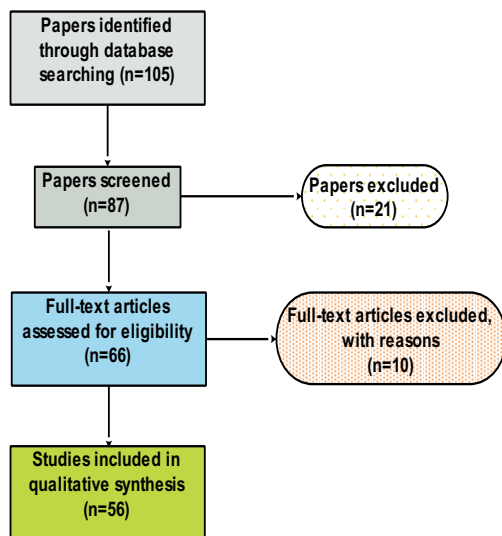 Papers identified
through database
searching (n=105)
Papers screened
(n=87)
Papers excluded
(n=21)
Full-text articles
assessed for eligibility
(n=66)
Full-text articles excluded,
with reasons
(n=10)
Studies included in
qualitative synthesis
(n=56)